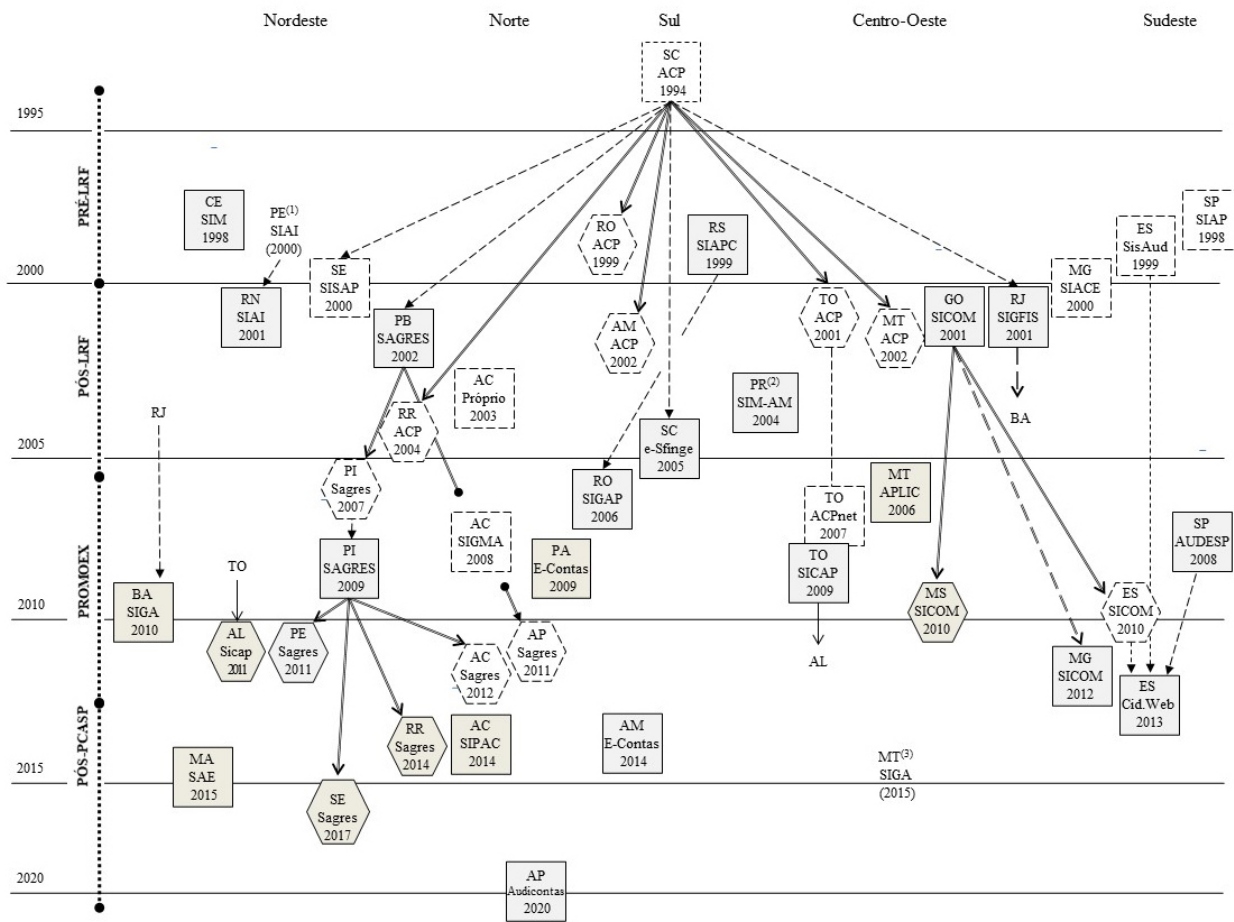 Nordeste
Norte
Sul
Centro-Oeste
Sudeste
SC
ACP
1994
1995
PRÉ-LRF
CE
SIM
1998
PE(1)
SIAI
(2000)
RO
ACP
1999
RS
SIAPC
1999
ES
SisAud
1999
SP
SIAP
1998
2000
RN
SIAI
2001
SE
SISAP
2000
PB
SAGRES
2002
AM
ACP
2002
TO
ACP
2001
MT
ACP
2002
GO
SICOM
2001
RJ
SIGFIS
2001
MG
SIACE
2000
PÓS-LRF
RJ
RR
ACP
2004
AC
Próprio
2003
PR(2)
SIM-AM
2004
BA
SC
e-Sfinge
2005
2005
PI
Sagres
2007
RO
SIGAP
2006
TO
ACPnet
2007
MT
APLIC
2006
PROMOEX
AC
SIGMA
2008
PI
SAGRES
2009
PA
E-Contas
2009
TO
SICAP
2009
SP
AUDESP
2008
TO
BA
SIGA
2010
MS
SICOM
2010
ES
SICOM
2010
2010
AL
Sicap
2011
PE
Sagres
2011
AC
Sagres
2012
AP
Sagres
2011
AL
MG
SICOM
2012
ES
Cid.Web
2013
PÓS-PCASP
RR
Sagres
2014
AC
SIPAC
2014
AM
E-Contas
2014
MA
SAE
2015
MT(3)
SIGA
(2015)
2015
SE
Sagres
2017
AP
Audicontas
2020
2020